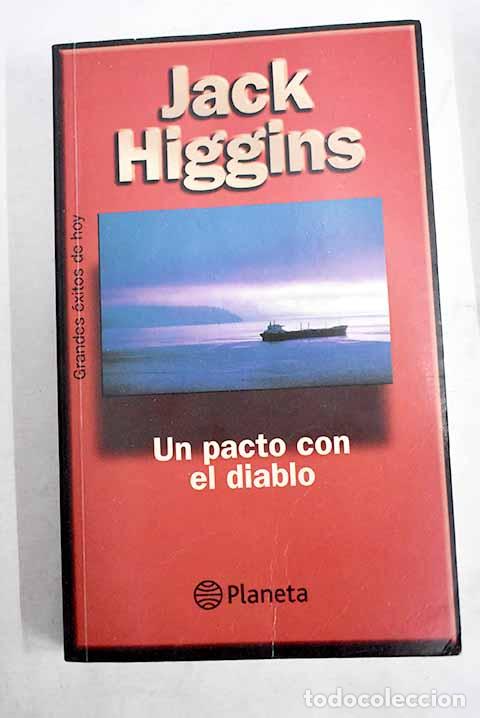 Jack
Higgins
Grandes éxitos de hoy
Un pacto con
el diablo
Planeta
todocoleccion